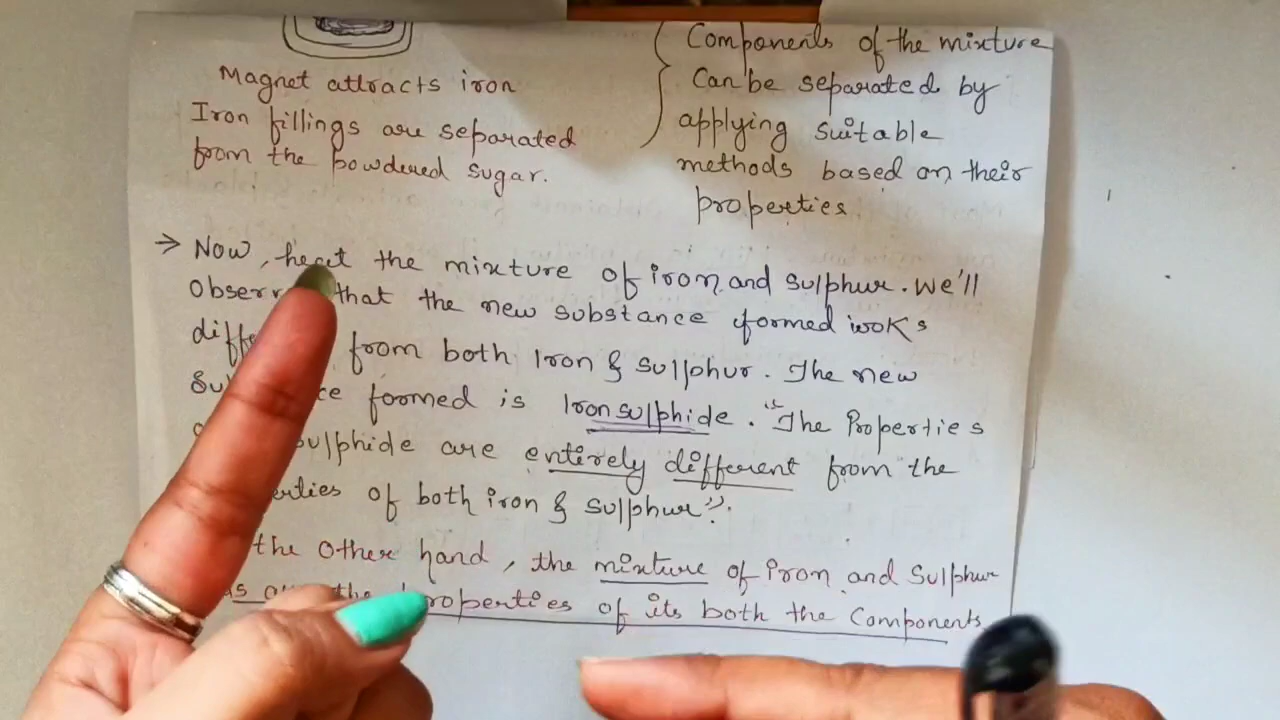 Magnet attracts iron
Iron fillings are separated
from the powdered sugar.
Components of the mixture
Can be separated by
applying suitable
methods based on their
properties
→ Now, heat the mixture of iron and sulphur. We'll
that the new substance formed looks
from both Iron & sulphur. The new
formed is Iron sulphide. "The Properties
sulphide are entirely different from the
of both iron & sulphur".
the other hand, the mixture of iron and Sulphur
the properties of its both the Components